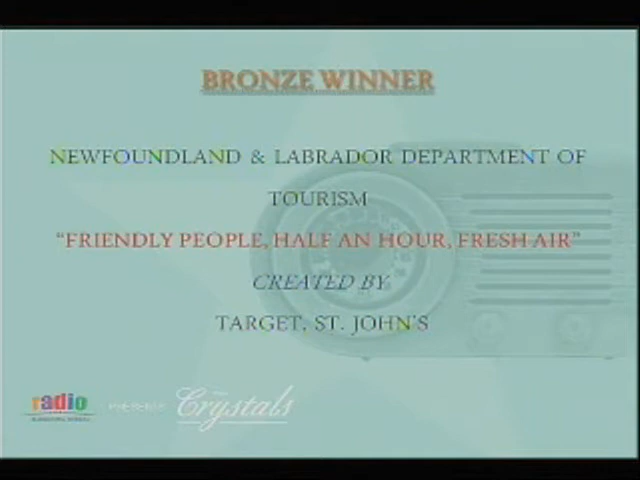 BRONZE WINNER
NEWFOUNDLAND & LABRADOR DEPARTMENT OF
TOURISM
“FRIENDLY PEOPLE, HALF AN HOUR, FRESH AIR”
CREATED BY
TARGET, ST. JOHN'S
radio
PRESENTS
Crystals